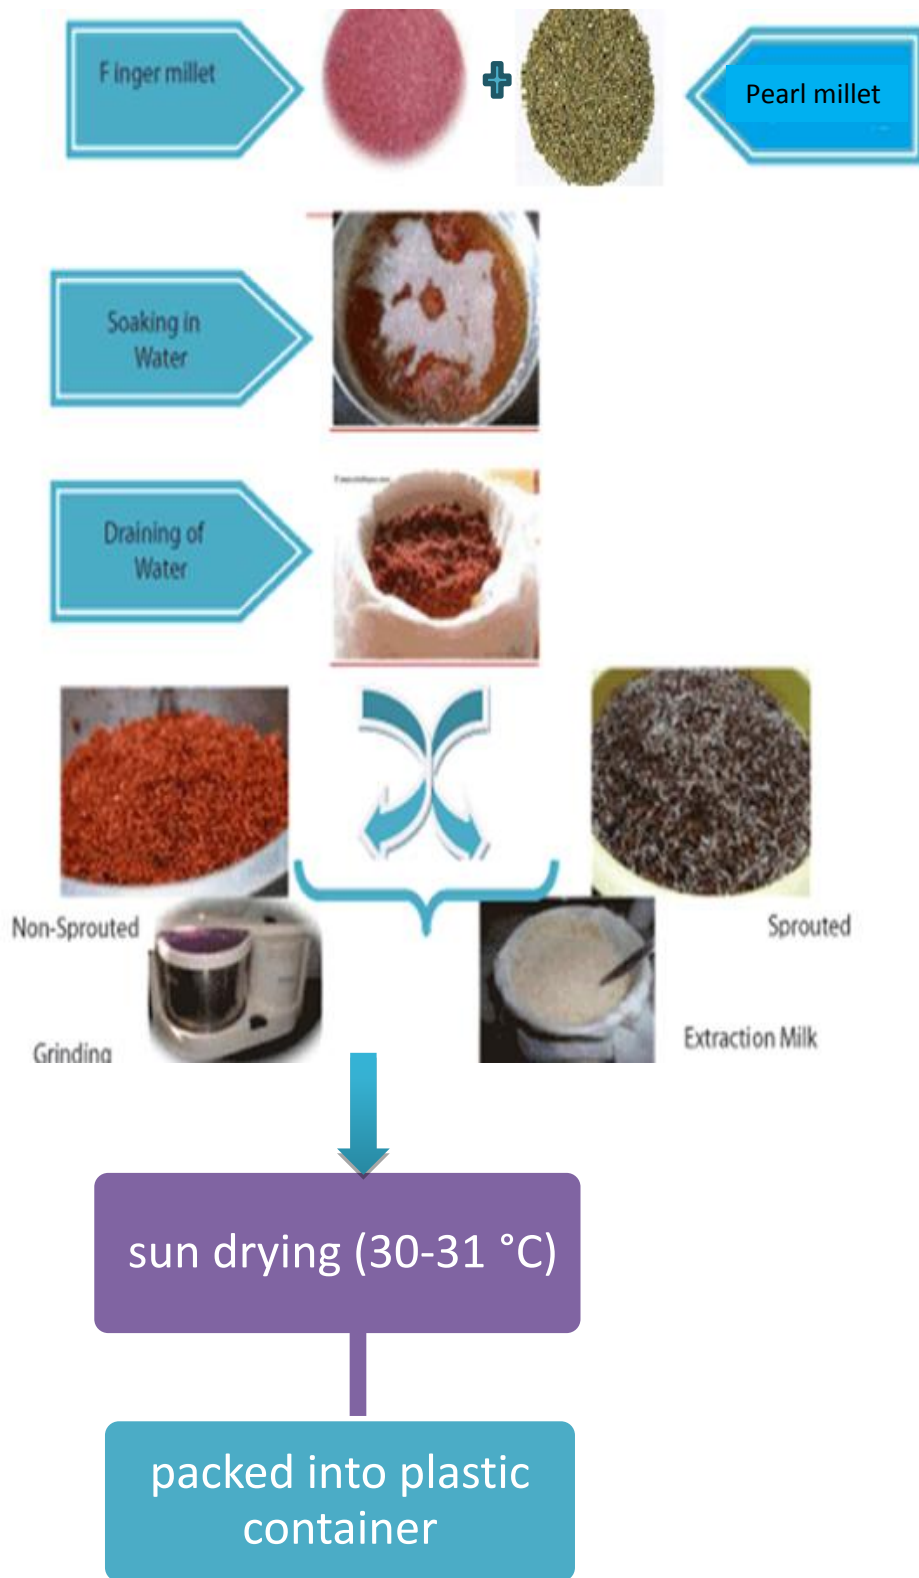 F inger millet
Pearl millet
Soaking in
Water
Draining of
Water
Non-Sprouted
Sprouted
Grinding
Extraction Milk
sun drying (30-31 °C)
packed into plastic
container